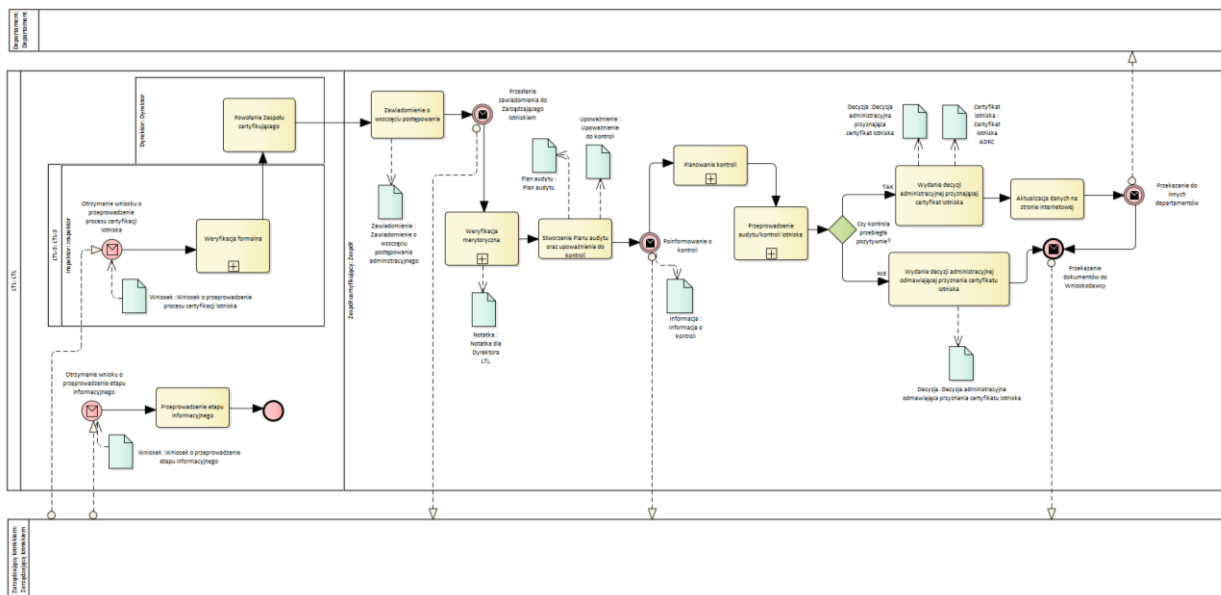 Departament:
Departament
LTL: LTL
Dyrektor: Dyrektor
Powołanie Zespołu
certyfikującego
LTL-3: LTL-3
Inspektor: Inspektor
Otrzymanie wniosku o
przeprowadzenie
procesu certyfikacji
lotniska
Weryfikacja formalna
Wniosek :Wniosek o przeprowadzenie
procesu certyfikacji lotniska
Otrzymanie wnioku o
przeprowadzenie etapu
informacyjnego
Przeprowadzenie etapu
informacyjnego
Wniosek :Wniosek o przeprowadzenie
etapu informacyjnego
Zespół certyfikujący: Zespół
Zawiadomienie o
wszczęciu postępowania
Przesłanie
zawiadomienia do
Zarządzającego
lotniskiem
Zawiadomienie :
Zawiadomienie o
wszczęciu
postępowania
administracyjnego
Weryfikacja
merytoryczna
Notatka :
Notatka dla
Dyrektora
LTL
Plan audytu :
Plan audytu
Upoważnienie :
Upoważnienie
do kontroli
Stworzenie Planu audytu
oraz upoważnienia do
kontroli
Poinformowanie o
kontroli
Informacja :
Informacja o
kontroli
Planowanie kontroli
Przeprowadzenie
audytu/kontroli lotniska
Czy kontrola
przebiegła
pozytywnie?
TAK
NIE
Decyzja :Decyzja
administracyjna
przyznająca
certyfikat lotniska
Certyfikat
lotniska :
Certyfikat
lotniska
ADRC
Wydanie decyzji
administracyjnej przyznającej
certyfikat lotniska
Aktualizacja danych na
stronie internetowej
Przekazanie do
innych
departamentów
Wydanie decyzji administracyjnej
odmawiającej przyznania certyfikatu
lotniska
Przekazanie
dokumentów do
Wnioskodawcy
Decyzja :Decyzja administracyjna
odmawiająca przyznania certyfikatu lotniska
Zarządzający lotniskiem:
Zarządzający lotniskiem